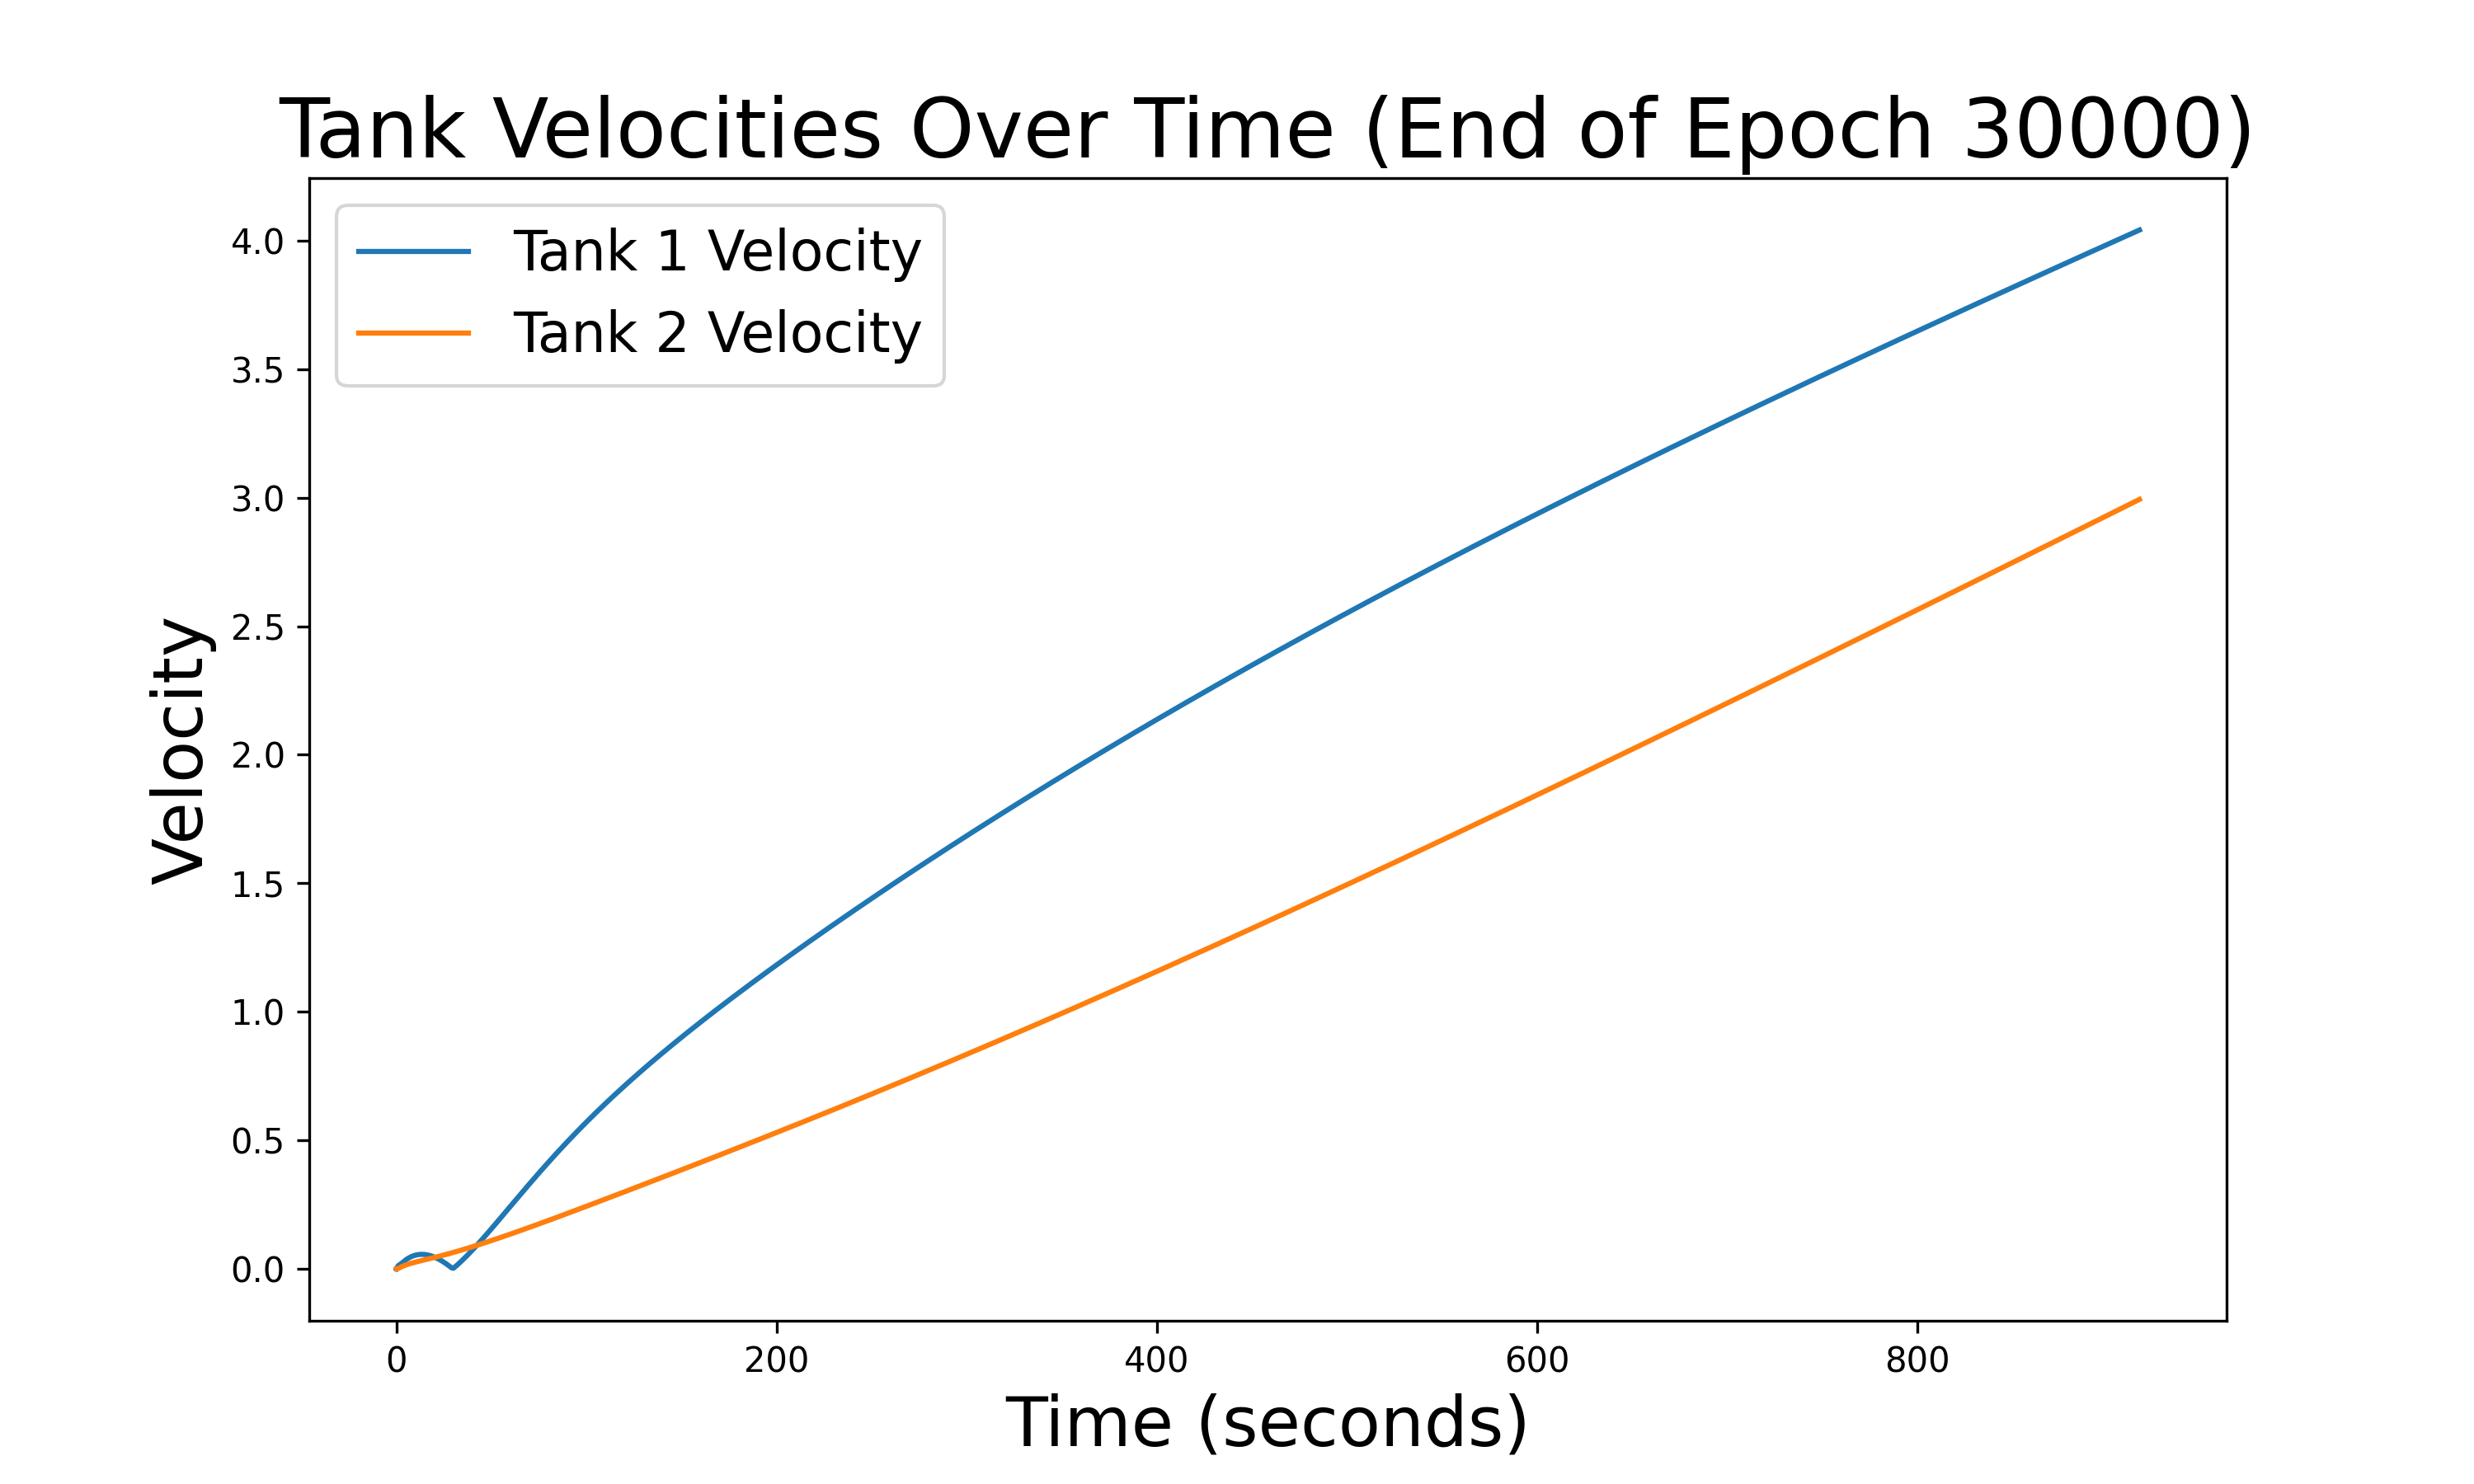 Tank Velocities Over Time (End of Epoch 30000)
Tank 1 Velocity
Tank 2 Velocity
Velocity
4.0
3.5
3.0
2.5
2.0
1.5
1.0
0.5
0.0
0 200 400 600 800
Time (seconds)